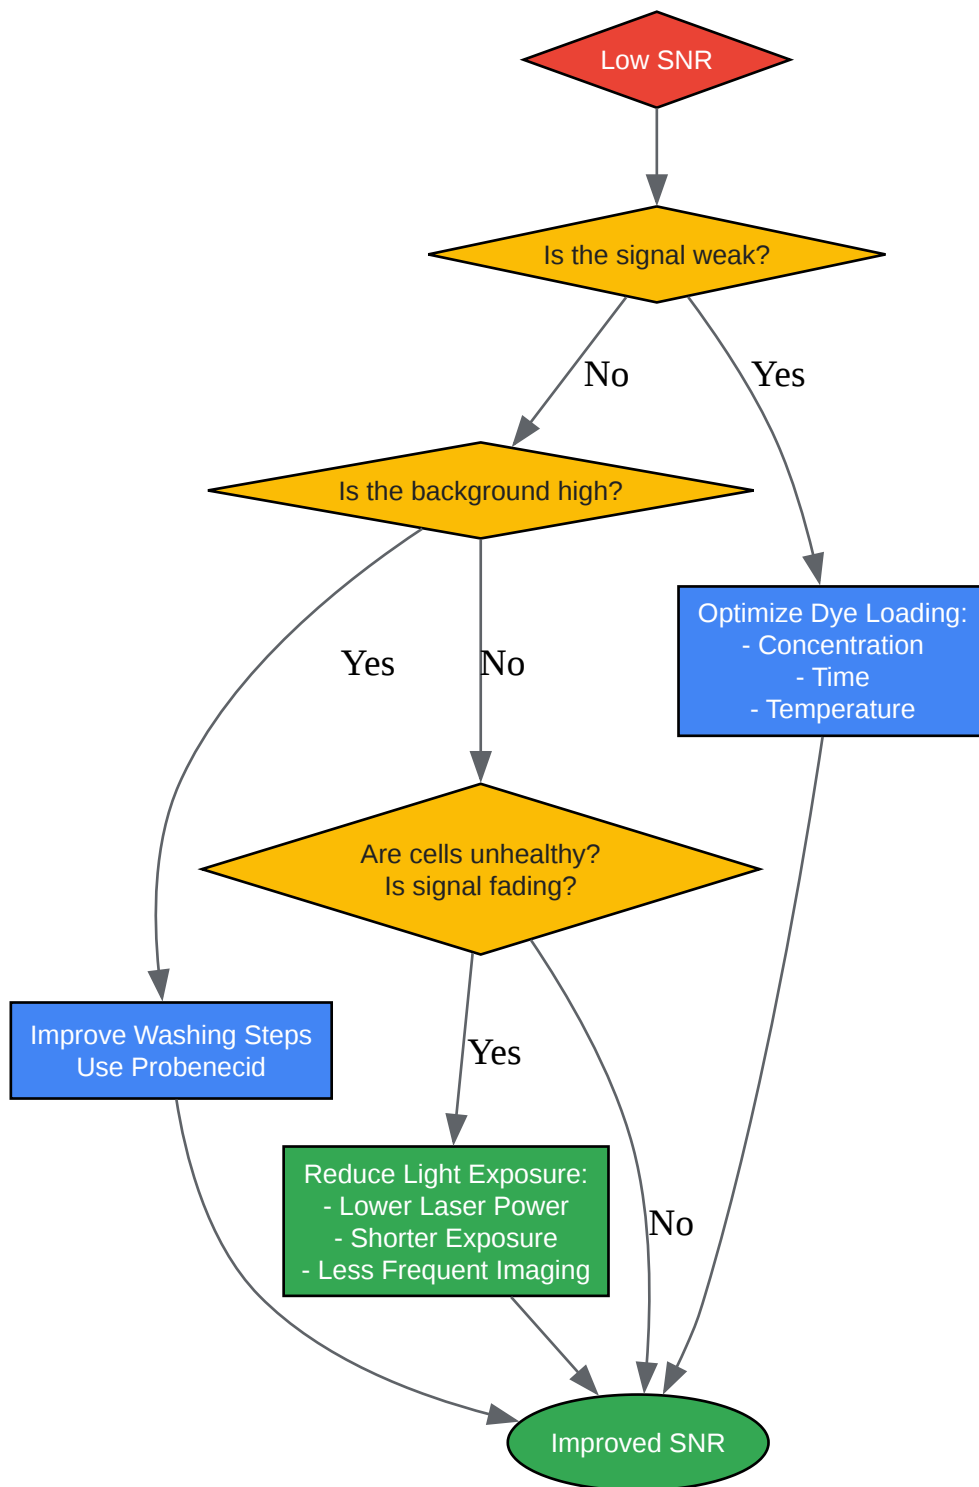 Low SNR
Is the signal weak?
No
Yes
Is the background high?
Optimize Dye Loading:
- Concentration
- Time
- Temperature
Yes
No
Are cells unhealthy?
Is signal fading?
Improve Washing Steps
Use Probenecid
Yes
Reduce Light Exposure:
- Lower Laser Power
- Shorter Exposure
- Less Frequent Imaging
No
Improved SNR